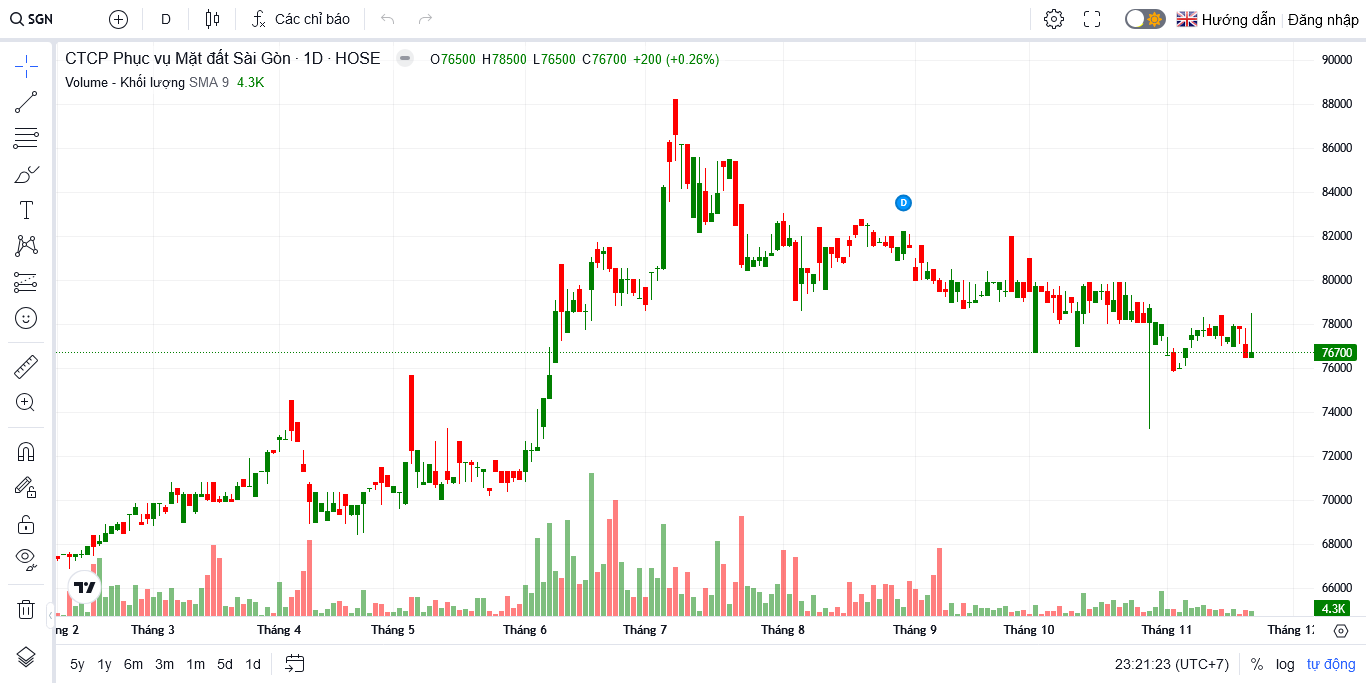 SGN D Các chỉ báo Hướng dẫn Đăng nhập
CTCP Phục vụ Mặt đất Sài Gòn · 1D · HOSE O76500 H78500 L76500 C76700 +200 (+0.26%)
Volume - Khối lượng SMA 9 4.3K
90000
88000
86000
84000
D
82000
80000
78000
76700
76000
74000
72000
70000
68000
66000
4.3K
ng 2 Tháng 3 Tháng 4 Tháng 5 Tháng 6 Tháng 7 Tháng 8 Tháng 9 Tháng 10 Tháng 11 Tháng 12
5y 1y 6m 3m 1m 5d 1d 23:21:23 (UTC+7) % log tự động